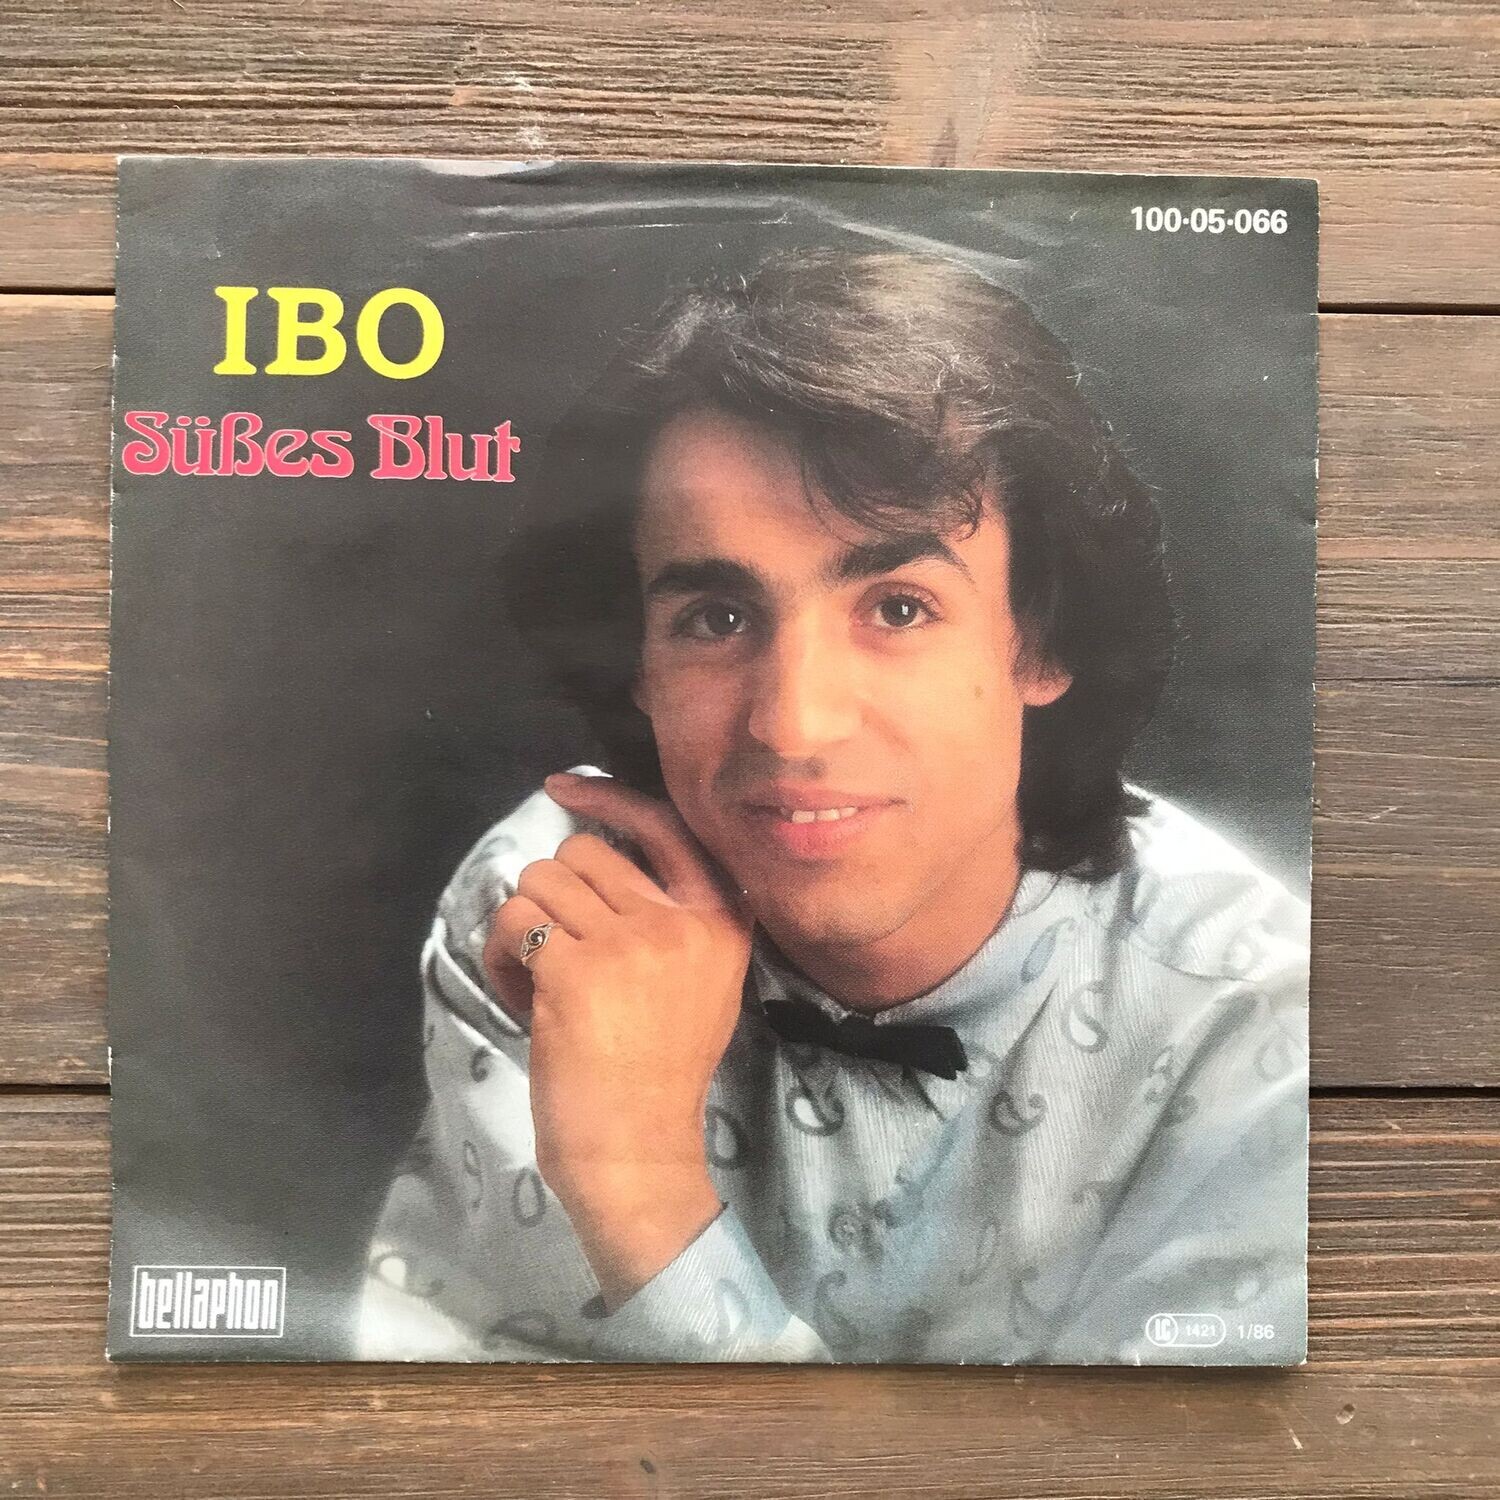 100·05·066
IBO
Süßes Blut
bellaphon
LC 1421 1/86